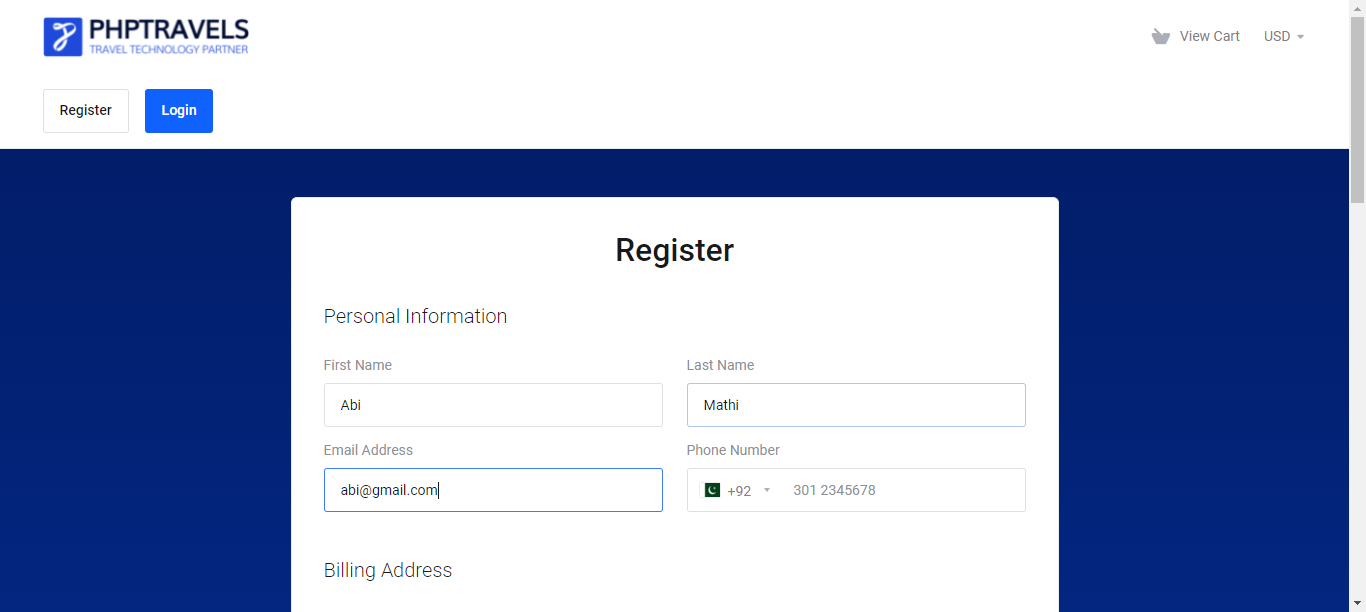 PHPTRAVELS
TRAVEL TECHNOLOGY PARTNER
View Cart USD
Register Login
Register
Personal Information
First Name Last Name
Abi Mathi
Email Address Phone Number
abi@gmail.com +92 301 2345678
Billing Address